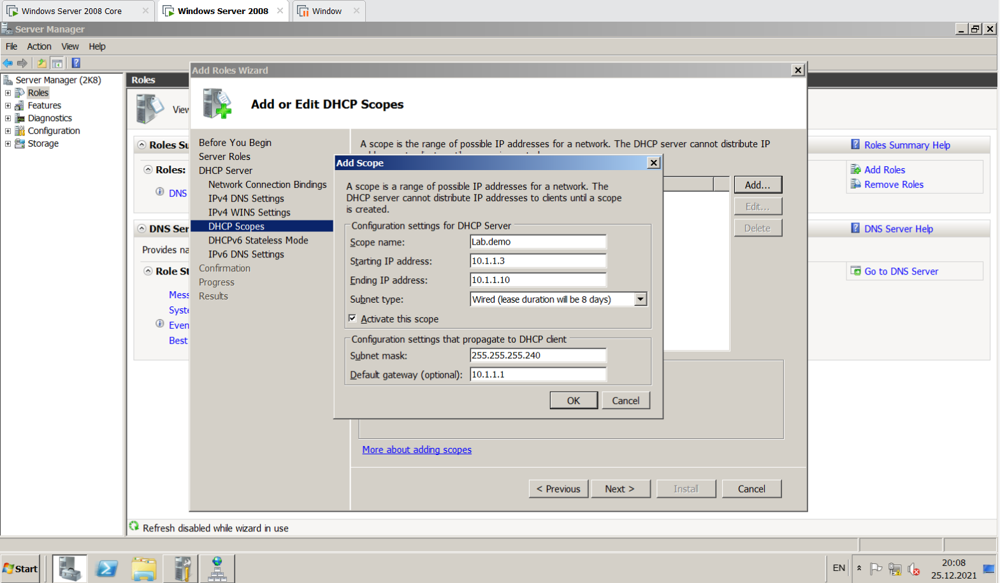 Windows Server 2008 Core
Windows Server 2008
Window
Server Manager
File Action View Help
Server Manager (2K8)
Roles
Features
Diagnostics
Configuration
Storage
Roles
View
Roles Su
Roles:
DNS
DNS Ser
Provides na
Role St
Mess
Syste
Even
Best
Add Roles Wizard
Add or Edit DHCP Scopes
Before You Begin
Server Roles
DHCP Server
Network Connection Bindings
IPv4 DNS Settings
IPv4 WINS Settings
DHCP Scopes
DHCPv6 Stateless Mode
IPv6 DNS Settings
Confirmation
Progress
Results
A scope is the range of possible IP addresses for a network. The DHCP server cannot distribute IP
Add...
Edit...
Delete
Add Scope
A scope is a range of possible IP addresses for a network. The
DHCP server cannot distribute IP addresses to clients until a scope
is created.
Configuration settings for DHCP Server
Scope name: Lab.demo
Starting IP address: 10.1.1.3
Ending IP address: 10.1.1.10
Subnet type: Wired (lease duration will be 8 days)
Activate this scope
Configuration settings that propagate to DHCP client
Subnet mask: 255.255.255.240
Default gateway (optional): 10.1.1.1
OK Cancel
More about adding scopes
< Previous Next > Install Cancel
Roles Summary Help
Add Roles
Remove Roles
DNS Server Help
Go to DNS Server
Refresh disabled while wizard in use
Start
EN
20:08
25.12.2021